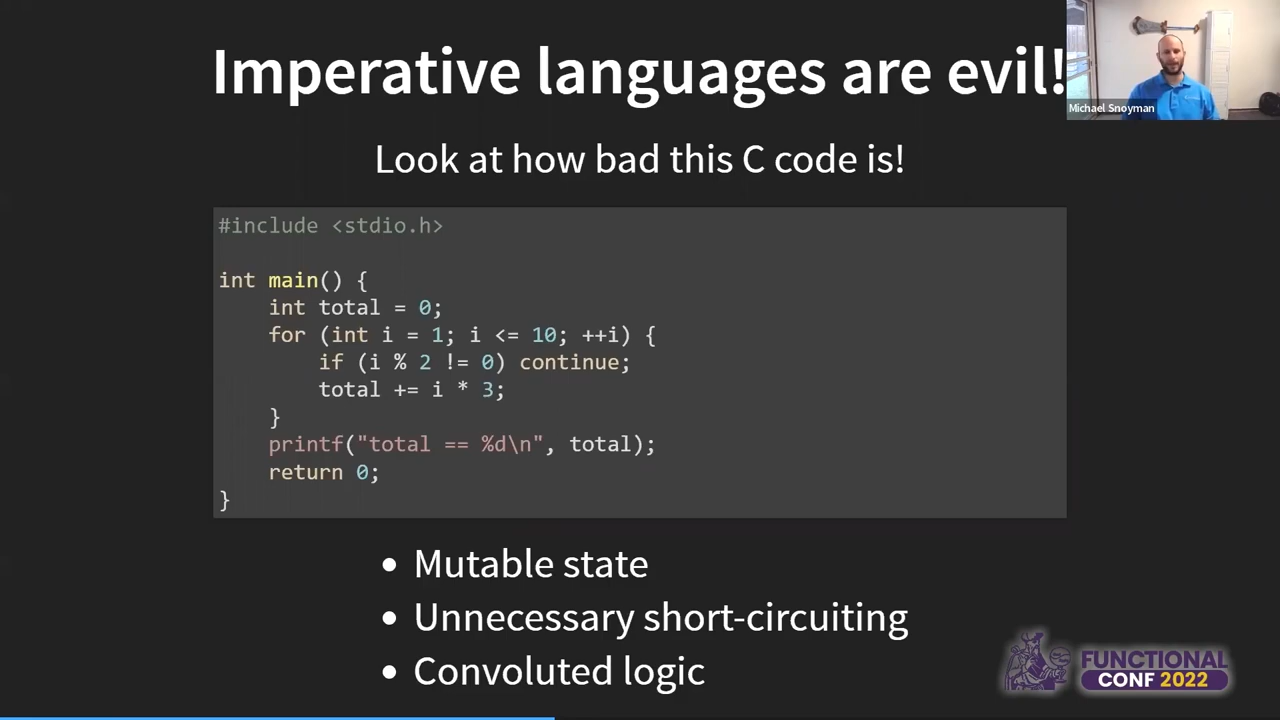 Imperative languages are evil!
Michael Snoyman
Look at how bad this C code is!
#include <stdio.h>
int main() {
    int total = 0;
    for (int i = 1; i <= 10; ++i) {
        if (i % 2 != 0) continue;
        total += i * 3;
    }
    printf("total == %d\n", total);
    return 0;
}
• Mutable state
• Unnecessary short-circuiting
• Convoluted logic
FUNCTIONAL
CONF 2022